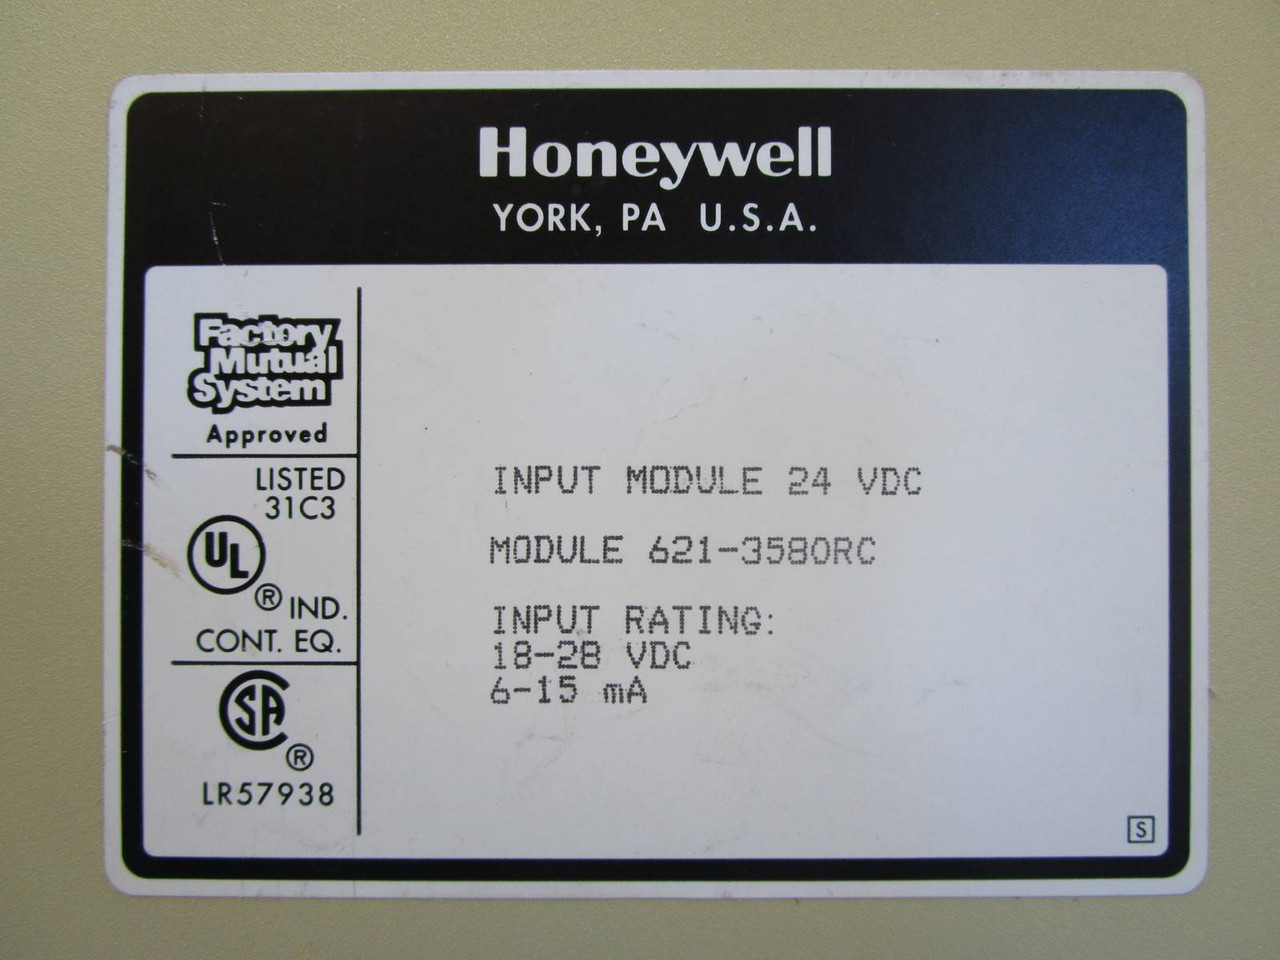 Honeywell
YORK, PA U.S.A.
Factory
Mutual
System
Approved
LISTED
31C3
UL
® IND.
CONT. EQ.
SA
®
LR57938
INPUT MODULE 24 VDC
MODULE 621-3580RC
INPUT RATING:
18-28 VDC
6-15 mA
S